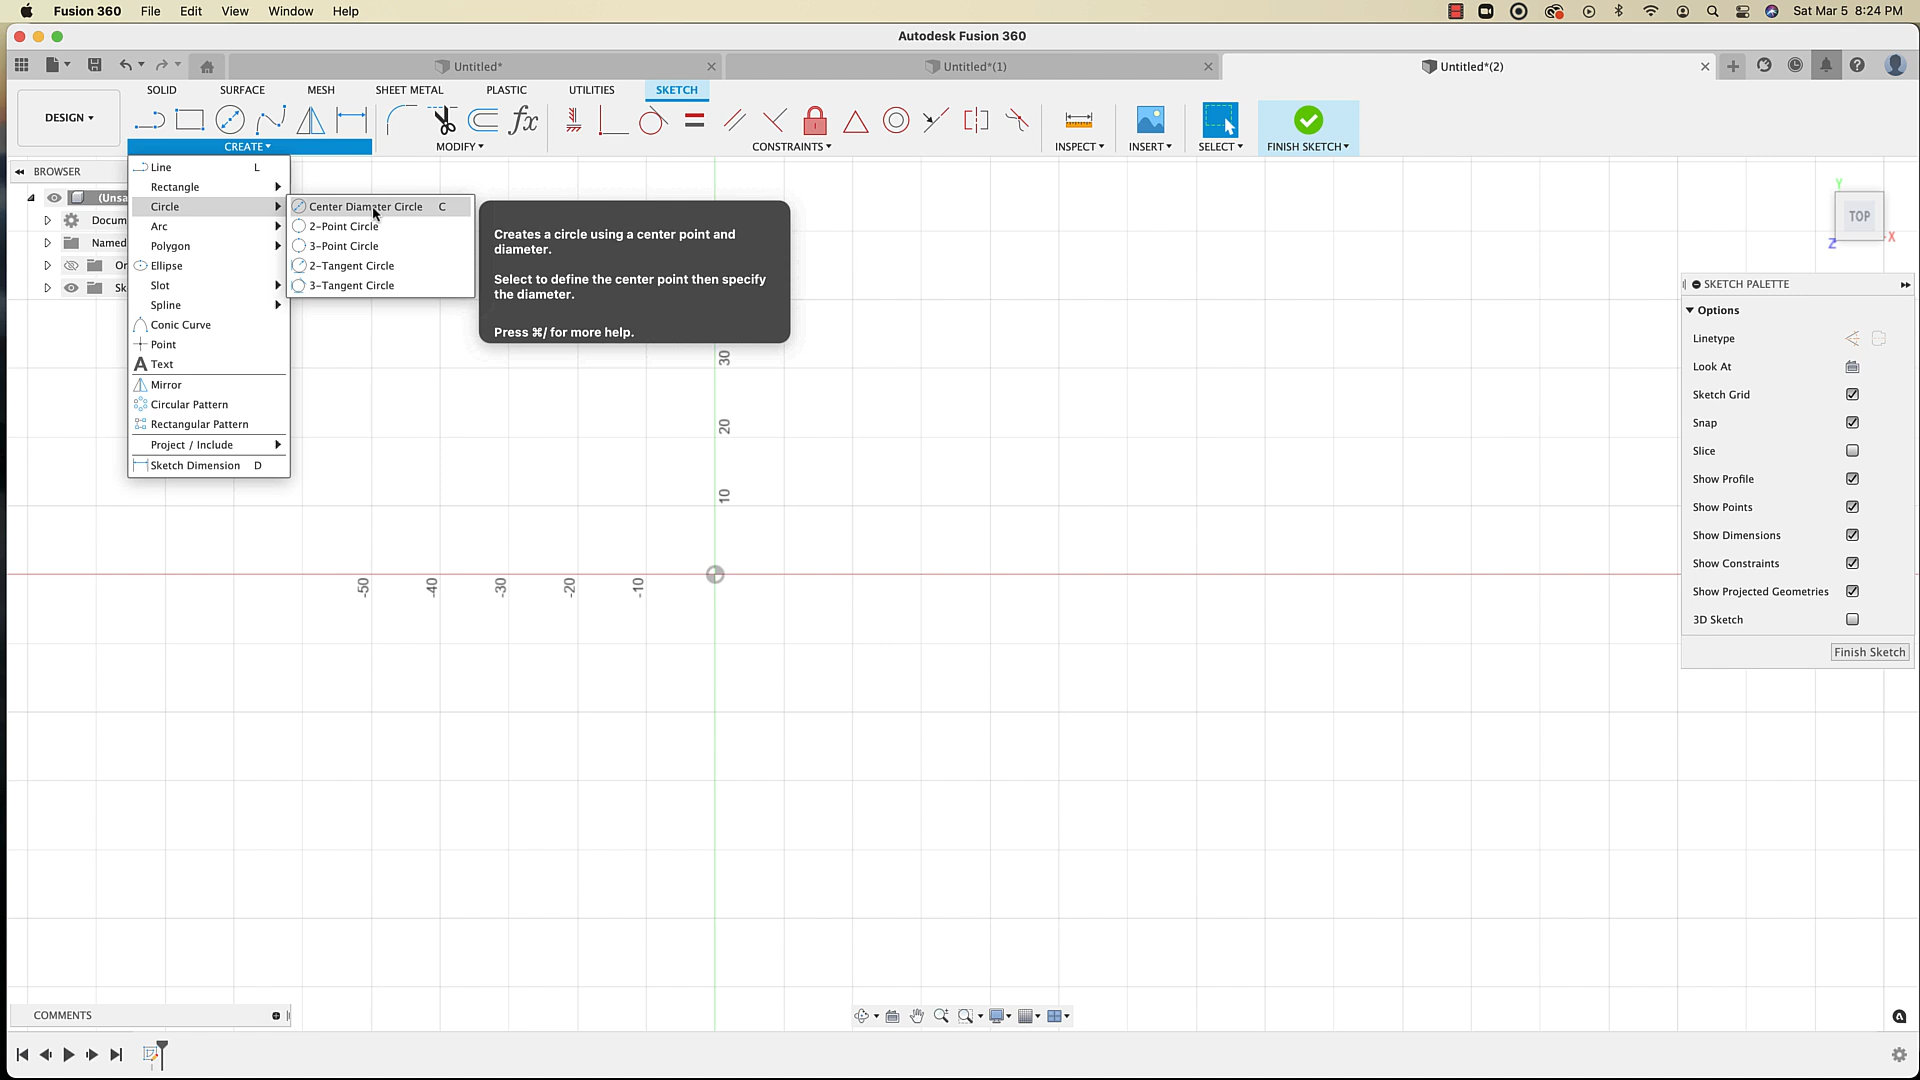 Fusion 360 File Edit View Window Help Sat Mar 5 8:24 PM
Autodesk Fusion 360
Untitled* Untitled*(1) Untitled*(2)
SOLID SURFACE MESH SHEET METAL PLASTIC UTILITIES SKETCH
DESIGN
fx
CREATE MODIFY CONSTRAINTS INSPECT INSERT SELECT FINISH SKETCH
BROWSER
(Unsa
Docum
Named
Or
Sk
Line L
Rectangle
Circle
Arc
Polygon
Ellipse
Slot
Spline
Conic Curve
Point
Text
Mirror
Circular Pattern
Rectangular Pattern
Project / Include
Sketch Dimension D
Center Diameter Circle C
2-Point Circle
3-Point Circle
2-Tangent Circle
3-Tangent Circle
Creates a circle using a center point and
diameter.
Select to define the center point then specify
the diameter.
Press ⌘/ for more help.
30
20
10
-50 -40 -30 -20 -10
Y
TOP
Z X
SKETCH PALETTE
Options
Linetype
Look At
Sketch Grid
Snap
Slice
Show Profile
Show Points
Show Dimensions
Show Constraints
Show Projected Geometries
3D Sketch
Finish Sketch
COMMENTS